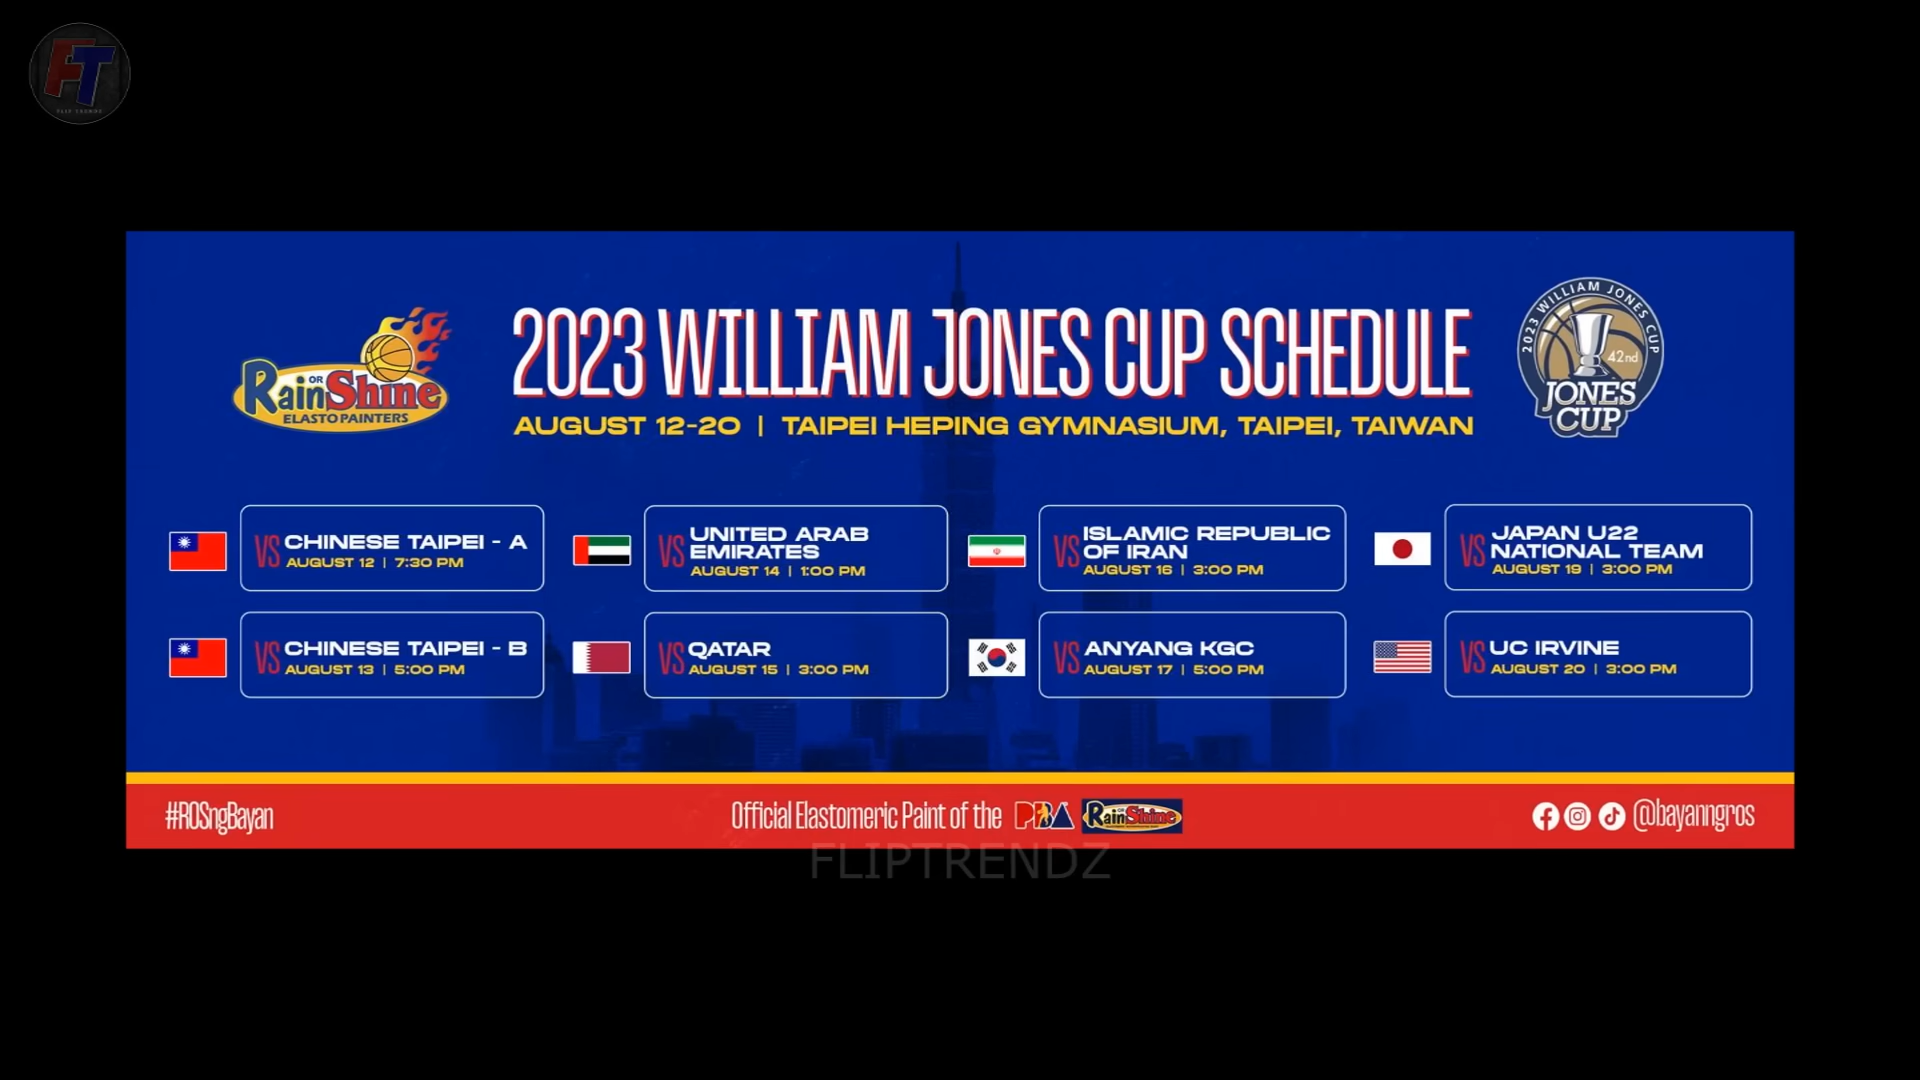 FT
FLIP TRENDZ
Rain OR Shine
ELASTO PAINTERS
2023 WILLIAM JONES CUP SCHEDULE
AUGUST 12-20 | TAIPEI HEPING GYMNASIUM, TAIPEI, TAIWAN
2023 WILLIAM JONES CUP
42nd
JONES
CUP
VS CHINESE TAIPEI - A
AUGUST 12 | 7:30 PM
VS UNITED ARAB
EMIRATES
AUGUST 14 | 1:00 PM
VS ISLAMIC REPUBLIC
OF IRAN
AUGUST 16 | 3:00 PM
VS JAPAN U22
NATIONAL TEAM
AUGUST 19 | 3:00 PM
VS CHINESE TAIPEI - B
AUGUST 13 | 5:00 PM
VS QATAR
AUGUST 15 | 3:00 PM
VS ANYANG KGC
AUGUST 17 | 5:00 PM
VS UC IRVINE
AUGUST 20 | 3:00 PM
#ROSngBayan
Official Elastomeric Paint of the PBA Rain OR Shine
@bayanngros
FLIPTRENDZ